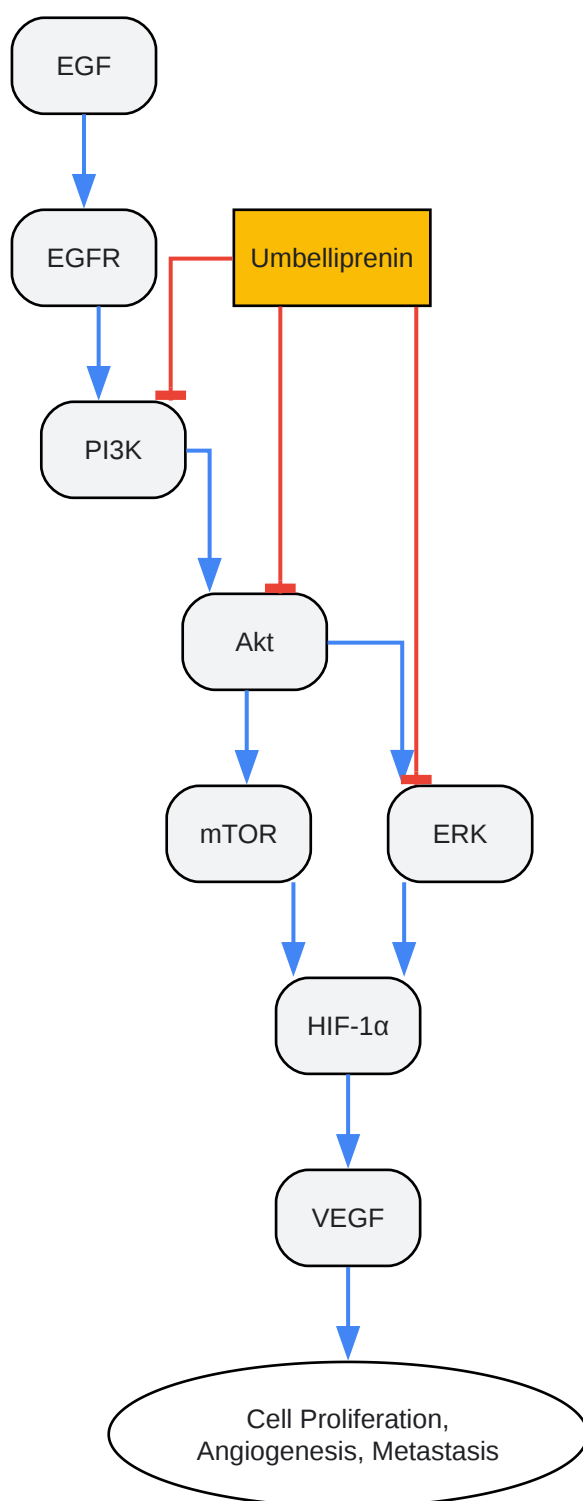 EGF
EGFR
Umbelliprenin
PI3K
Akt
mTOR
ERK
HIF-1α
VEGF
Cell Proliferation,
Angiogenesis, Metastasis